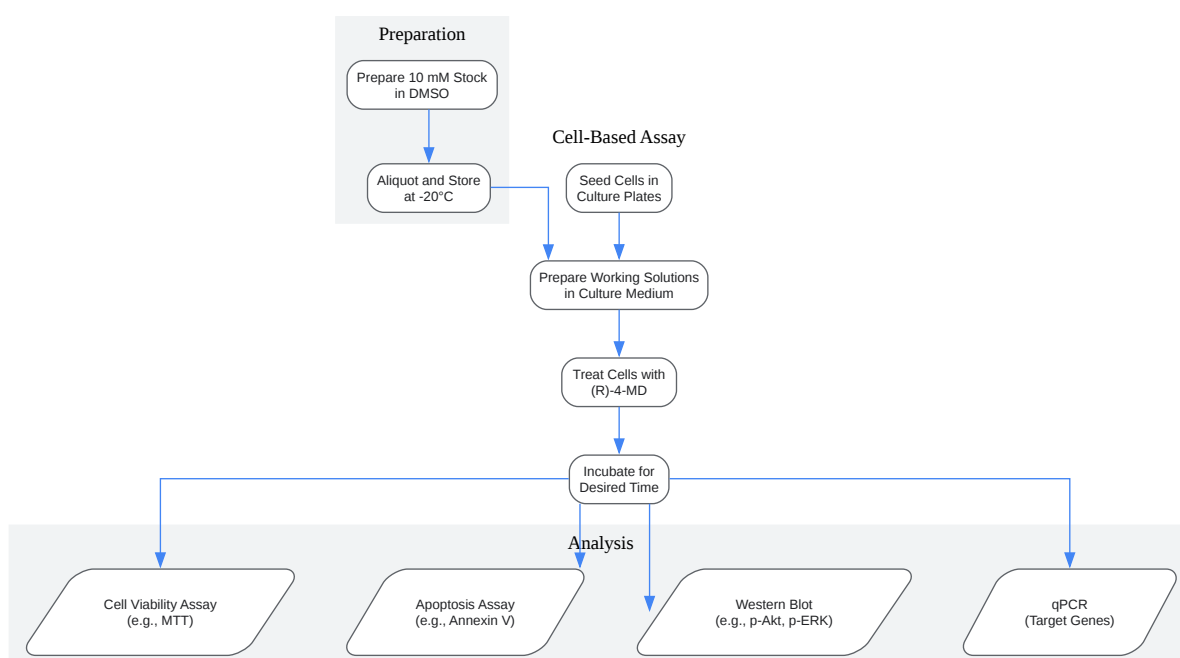 Preparation
Prepare 10 mM Stock
in DMSO
Aliquot and Store
at -20°C
Cell-Based Assay
Seed Cells in
Culture Plates
Prepare Working Solutions
in Culture Medium
Treat Cells with
(R)-4-MD
Incubate for
Desired Time
Analysis
Cell Viability Assay
(e.g., MTT)
Apoptosis Assay
(e.g., Annexin V)
Western Blot
(e.g., p-Akt, p-ERK)
qPCR
(Target Genes)